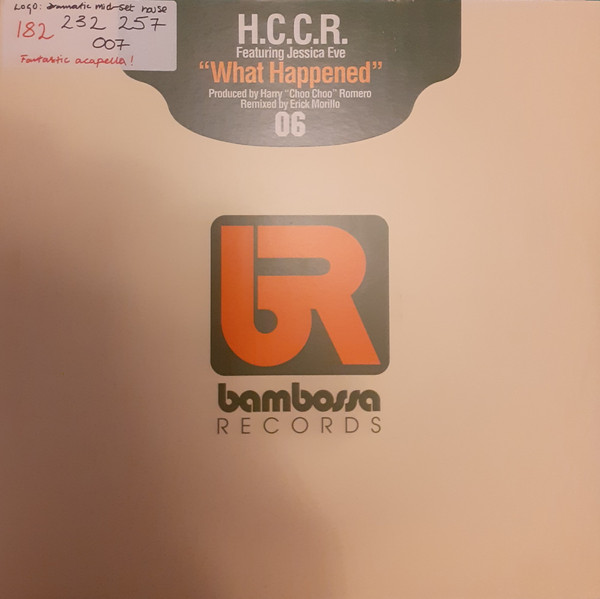 Logo: Dramatic mid-set house
182 232 257
007
Fantastic acapella!
H.C.C.R.
Featuring Jessica Eve
“What Happened”
Produced by Harry “Choo Choo” Romero
Remixed by Erick Morillo
06
bR
bambossa
RECORDS